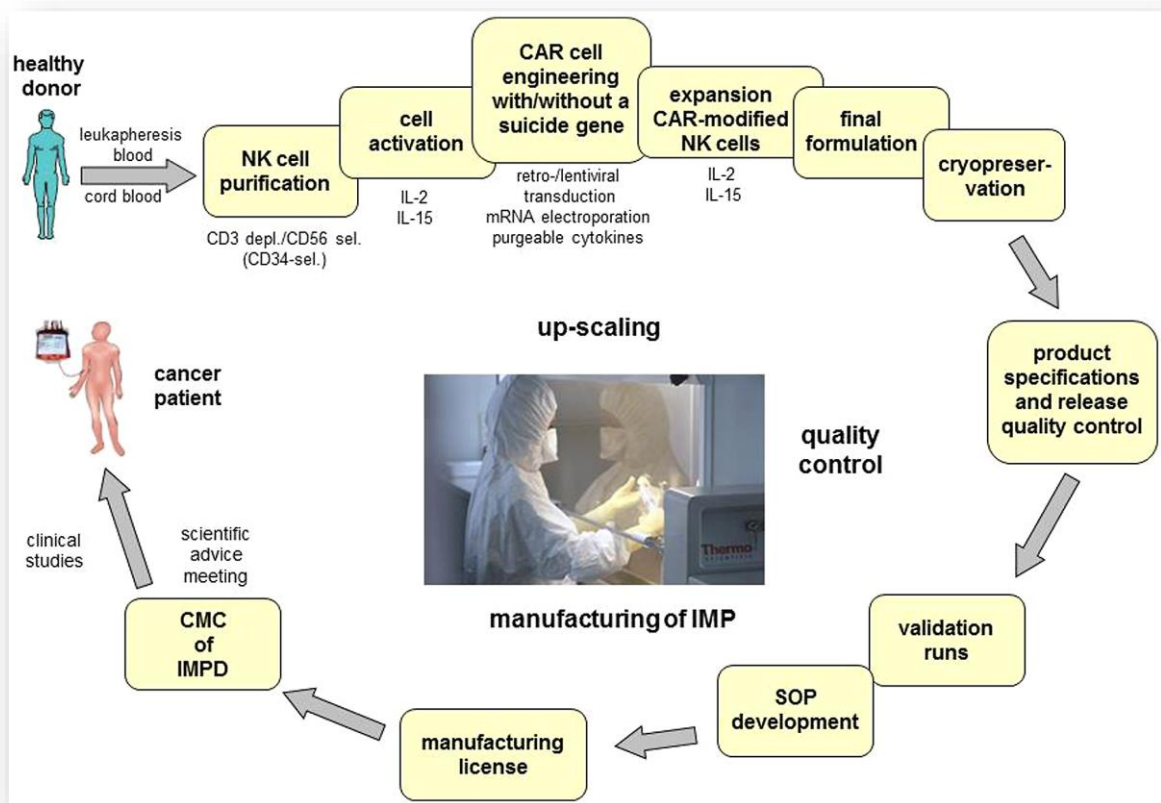 healthy
donor
leukapheresis
blood
cord blood
NK cell
purification
CD3 depl./CD56 sel.
(CD34-sel.)
cell
activation
IL-2
IL-15
CAR cell
engineering
with/without a
suicide gene
retro-/lentiviral
transduction
mRNA electroporation
purgeable cytokines
expansion
CAR-modified
NK cells
IL-2
IL-15
final
formulation
cryopreser-
vation
product
specifications
and release
quality control
validation
runs
SOP
development
manufacturing
license
CMC
of
IMPD
scientific
advice
meeting
clinical
studies
cancer
patient
up-scaling
quality
control
Thermo
SCIENTIFIC
manufacturing of IMP